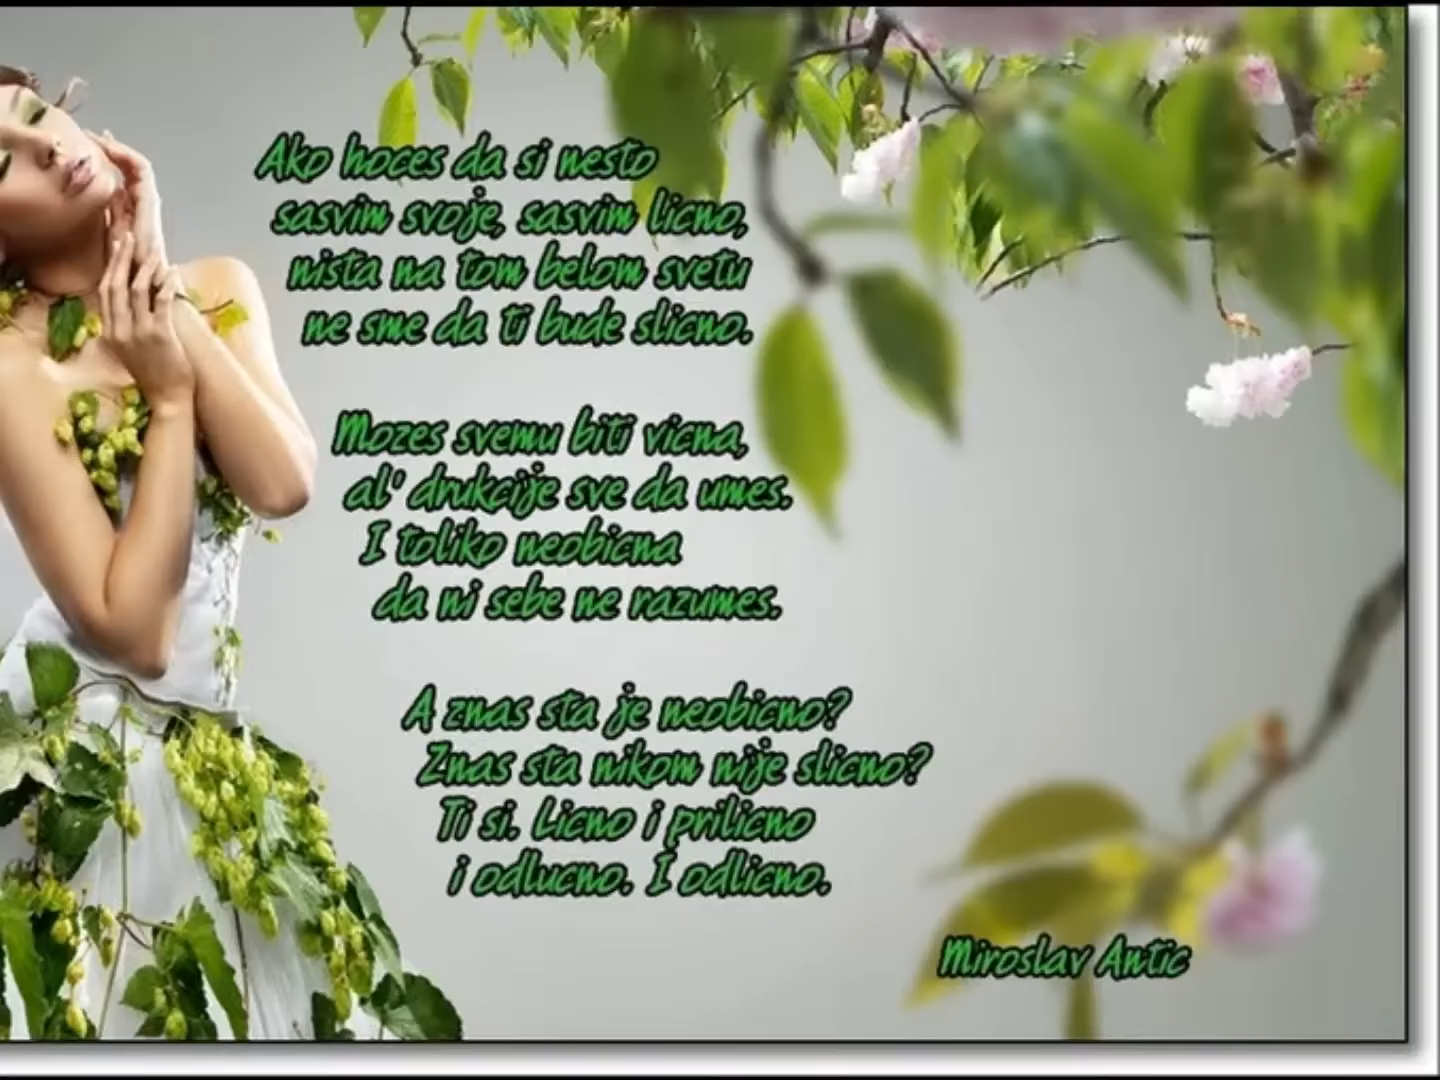 Ako hoces da si nesto
sasvim svoje, sasvim licno,
nista na tom belom svetu
ne sme da ti bude slicno.
Mozes svemu biti vicna,
al' drukcije sve da umes.
I toliko neobicna
da ni sebe ne razumes.
A znas sta je neobicno?
Znas sta nikom nije slicno?
Ti si. Licno i prilicno
i odlucno. I odlicno.
Miroslav Antic